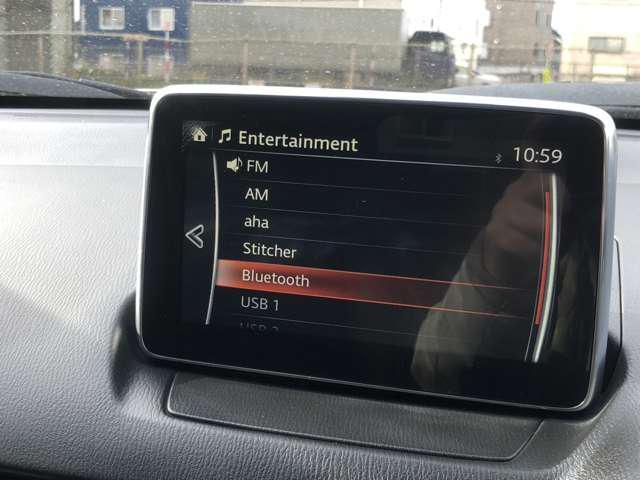 Entertainment
10:59
FM
AM
aha
Stitcher
Bluetooth
USB 1